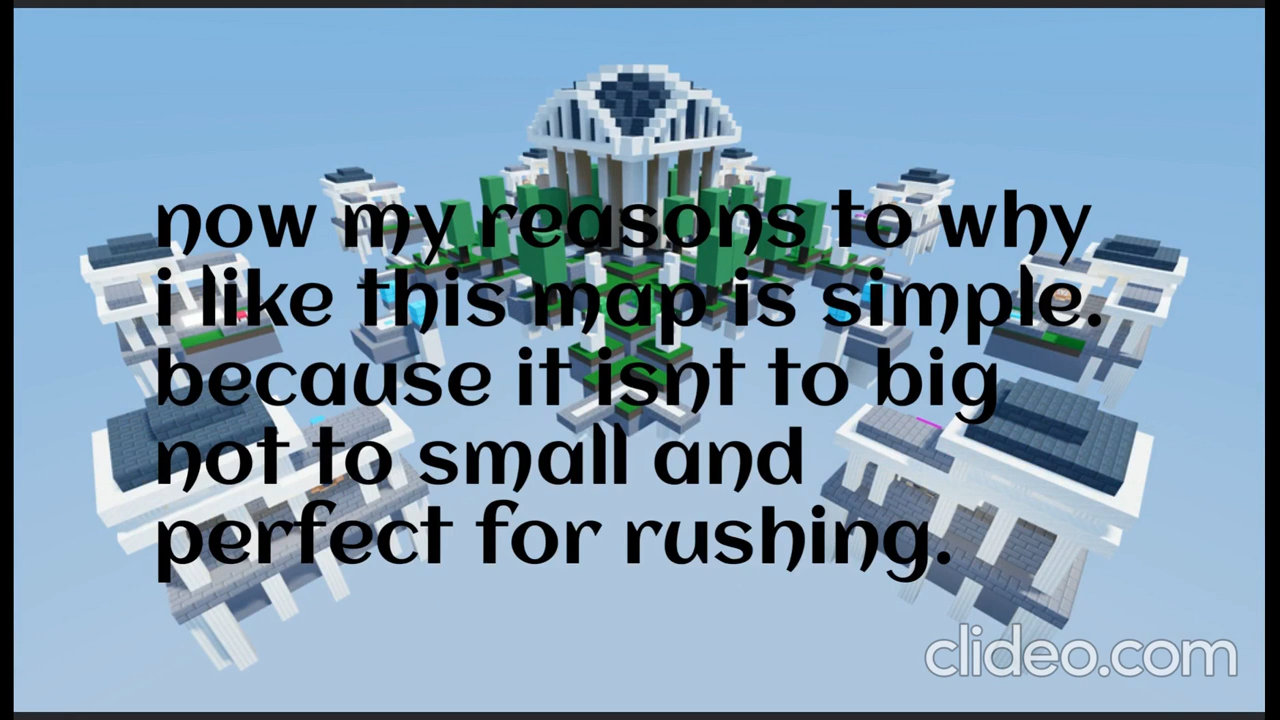 now my reasons to why
i like this map is simple.
because it isnt to big
not to small and
perfect for rushing.
clideo.com